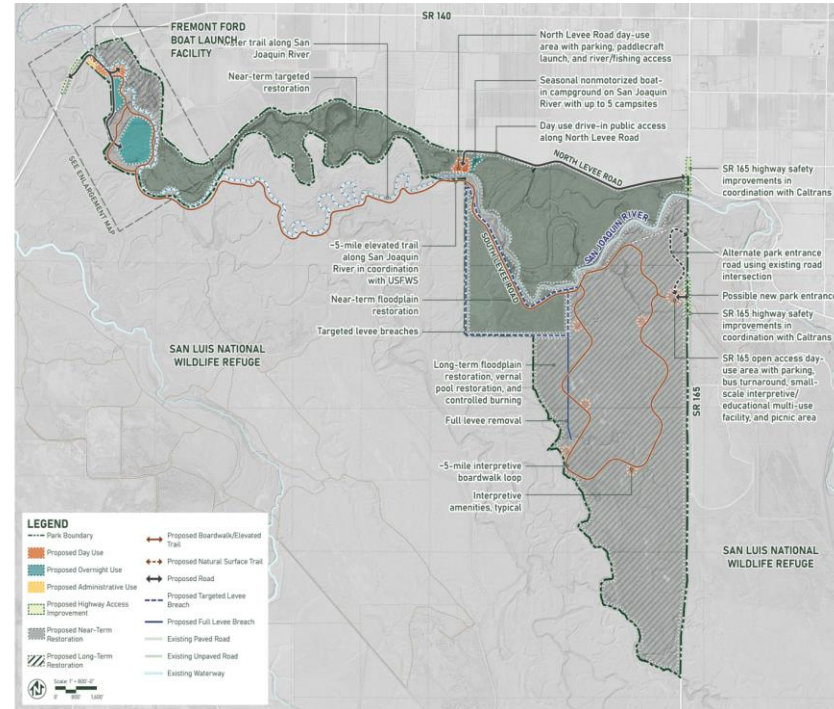 SR 140
FREMONT FORD
BOAT LAUNCH
FACILITY
Water trail along San
Joaquin River
Near-term targeted
restoration
SEE ENLARGEMENT MAP
North Levee Road day-use
area with parking, paddlecraft
launch, and river/fishing access
Seasonal nonmotorized boat-
in campground on San Joaquin
River with up to 5 campsites
Day use drive-in public access
along North Levee Road
NORTH LEVEE ROAD
SR 165 highway safety
improvements in
coordination with Caltrans
SAN JOAQUIN RIVER
SOUTH LEVEE ROAD
~5-mile elevated trail
along San Joaquin
River in coordination
with USFWS
Near-term floodplain
restoration
Targeted levee breaches
Alternate park entrance
road using existing road
intersection
Possible new park entrance
SR 165 highway safety
improvements in
coordination with Caltrans
SR 165 open access day-
use area with parking,
bus turnaround, small-
scale interpretive/
educational multi-use
facility, and picnic area
SAN LUIS NATIONAL
WILDLIFE REFUGE
Long-term floodplain
restoration, vernal
pool restoration, and
controlled burning
Full levee removal
~5-mile interpretive
boardwalk loop
Interpretive
amenities, typical
SR 165
SAN LUIS NATIONAL
WILDLIFE REFUGE
LEGEND
Park Boundary
Proposed Day Use
Proposed Overnight Use
Proposed Administrative Use
Proposed Highway Access
Improvement
Proposed Near-Term
Restoration
Proposed Long-Term
Restoration
Proposed Boardwalk/Elevated
Trail
Proposed Natural Surface Trail
Proposed Road
Proposed Targeted Levee
Breach
Proposed Full Levee Breach
Existing Paved Road
Existing Unpaved Road
Existing Waterway
Scale: 1" = 800'-0"
0' 800' 1,600'